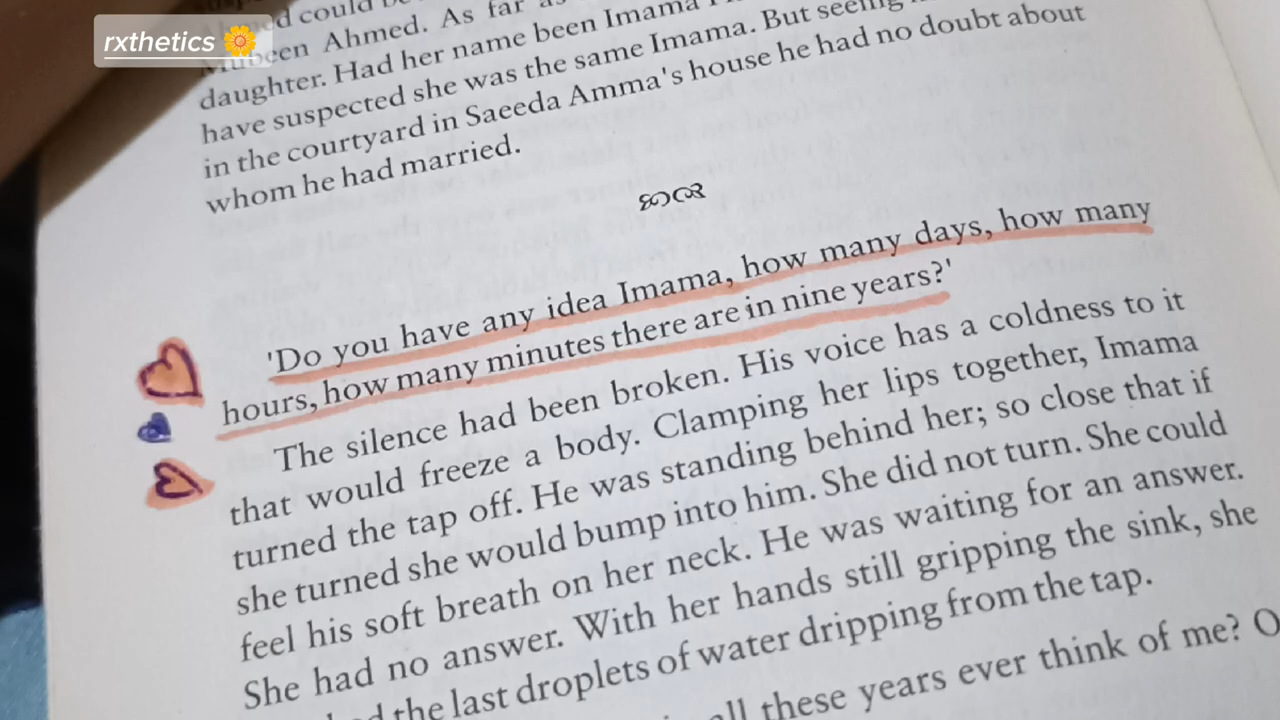 rxthetics
could
Mubeen Ahmed. As far as
daughter. Had her name been Imama
have suspected she was the same Imama. But seeing
in the courtyard in Saeeda Amma's house he had no doubt about
whom he had married.
'Do you have any idea Imama, how many days, how many
hours, how many minutes there are in nine years?'
The silence had been broken. His voice has a coldness to it
that would freeze a body. Clamping her lips together, Imama
turned the tap off. He was standing behind her; so close that if
she turned she would bump into him. She did not turn. She could
feel his soft breath on her neck. He was waiting for an answer.
She had no answer. With her hands still gripping the sink, she
the last droplets of water dripping from the tap.
all these years ever think of me?